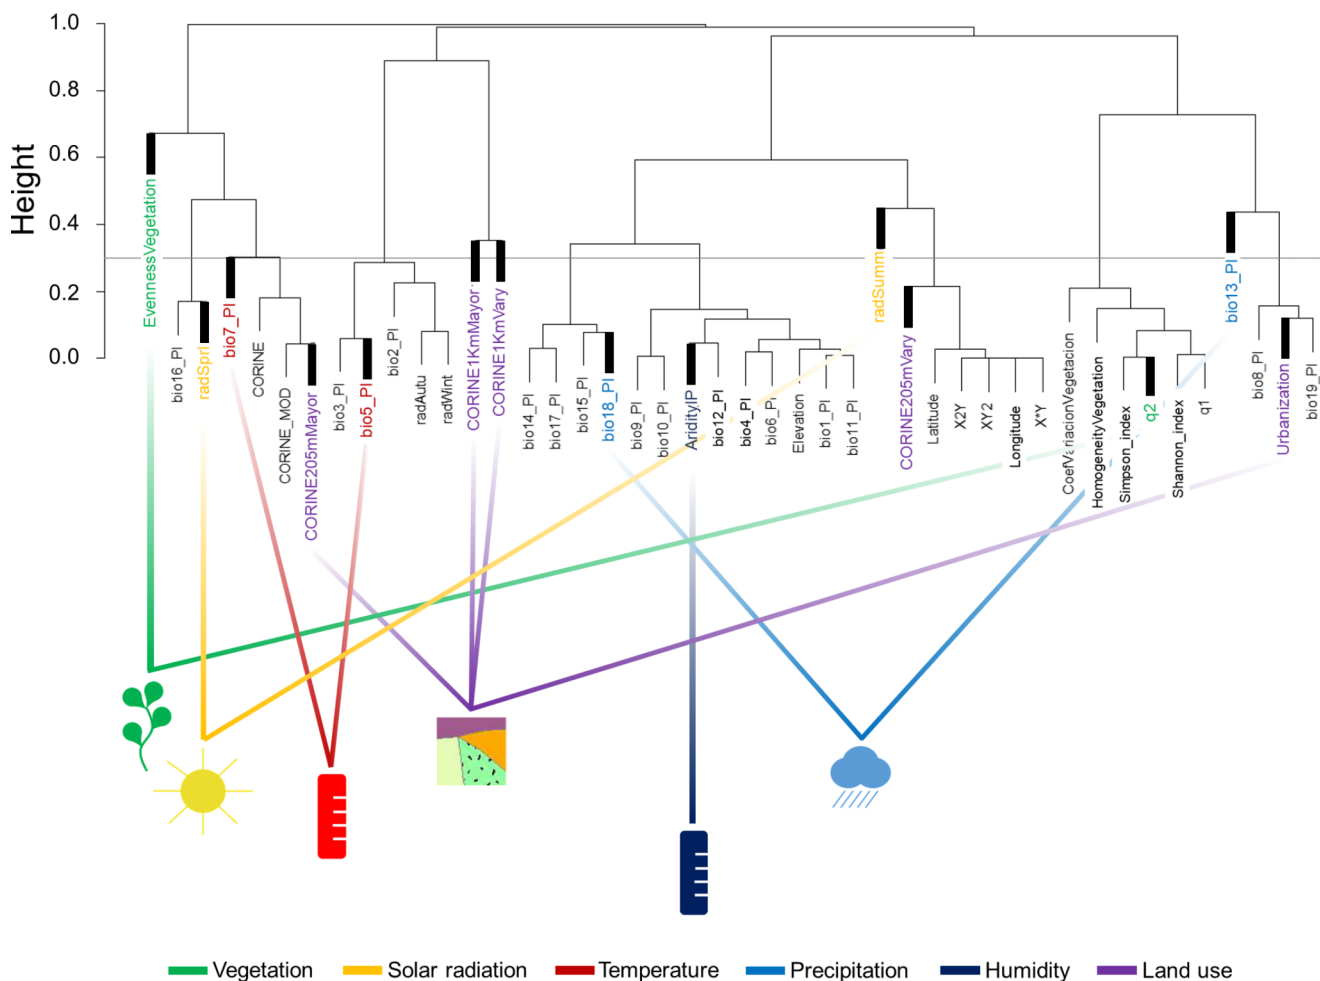 1.0
0.8
0.6
0.4
0.2
0.0
Height
EvennessVegetation
bio16_PI
radSprI
bio7_PI
CORINE
CORINE_MOD
CORINE205mMayor
bio3_PI
bio5_PI
bio2_PI
radAutu
radWint
CORINE1KmMayor
CORINE1KmVary
bio14_PI
bio17_PI
bio15_PI
bio18_PI
bio9_PI
bio10_PI
AridityIP
bio12_PI
bio4_PI
bio6_PI
Elevation
bio1_PI
bio11_PI
radSumm
CORINE205mVary
Latitude
X2Y
XY2
Longitude
X*Y
CoefVariacionVegetacion
HomogeneityVegetation
Simpson_index
q2
Shannon_index
q1
bio13_PI
bio8_PI
Urbanization
bio19_PI
Vegetation
Solar radiation
Temperature
Precipitation
Humidity
Land use